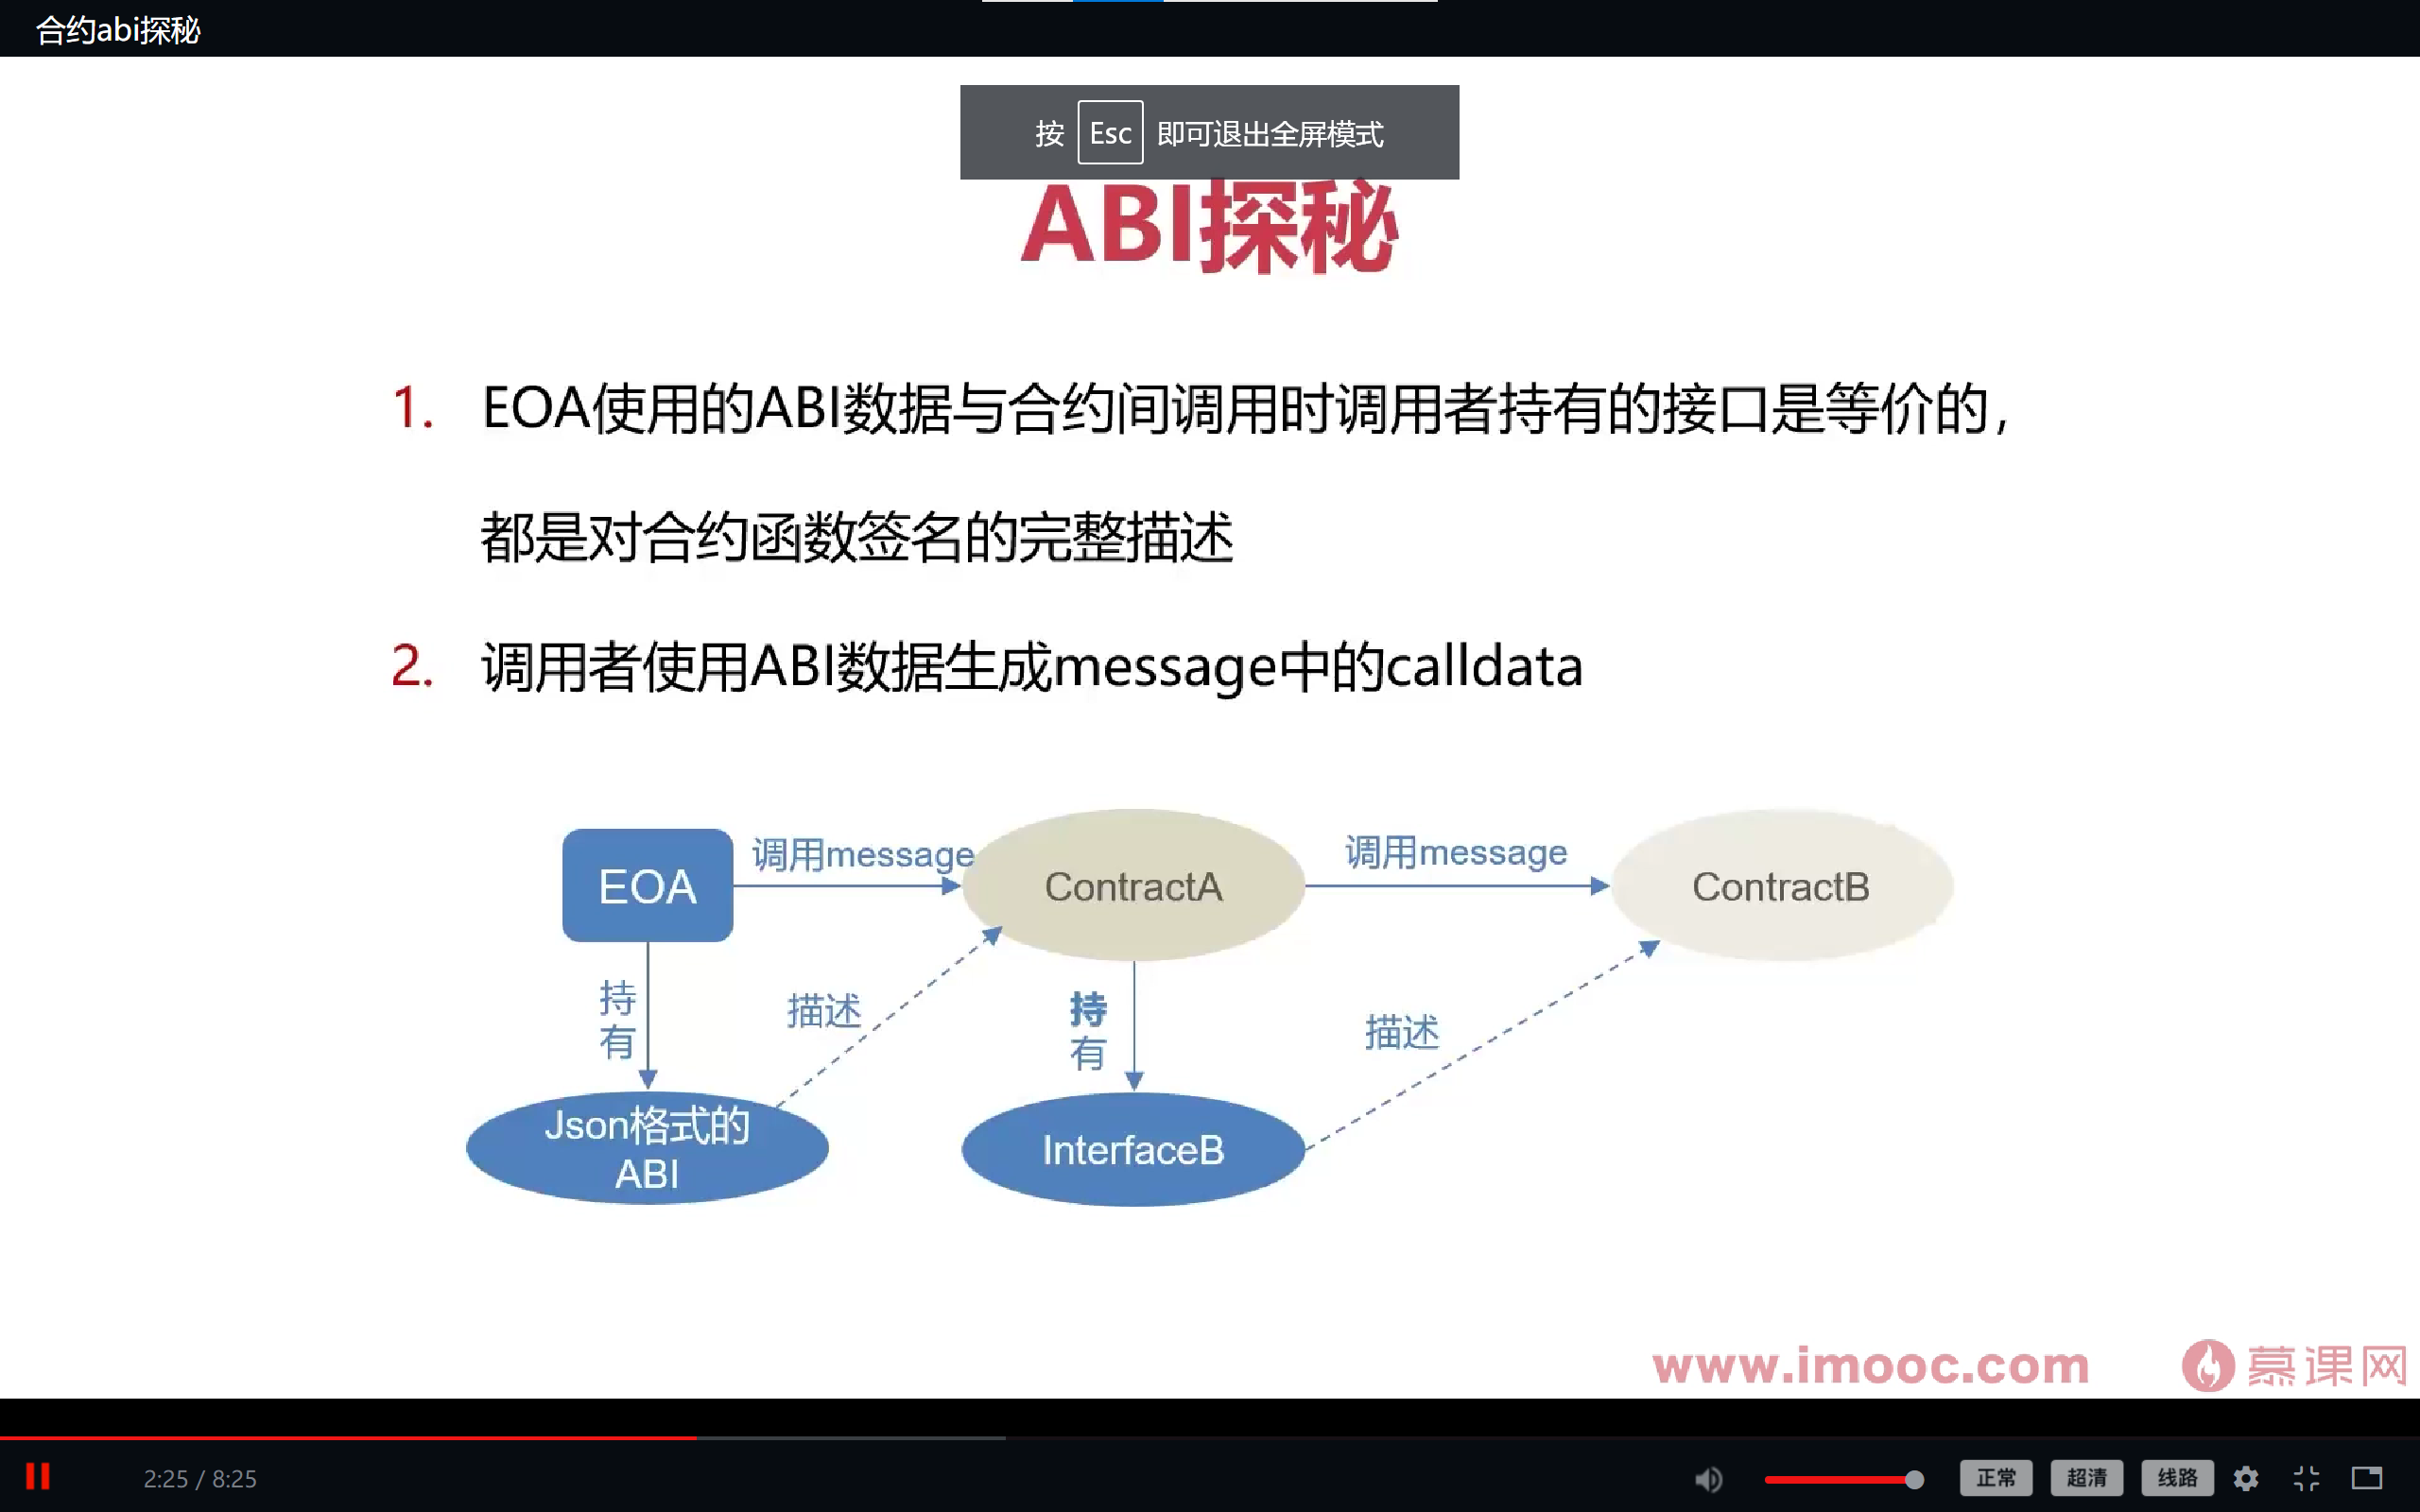 合约abi探秘
按 Esc 即可退出全屏模式
ABI探秘
1. EOA使用的ABI数据与合约间调用时调用者持有的接口是等价的，
都是对合约函数签名的完整描述
2. 调用者使用ABI数据生成message中的calldata
EOA
调用message
ContractA
调用message
ContractB
持有
描述
持有
描述
Json格式的
ABI
InterfaceB
www.imooc.com
慕课网
2:25 / 8:25
正常
超清
线路